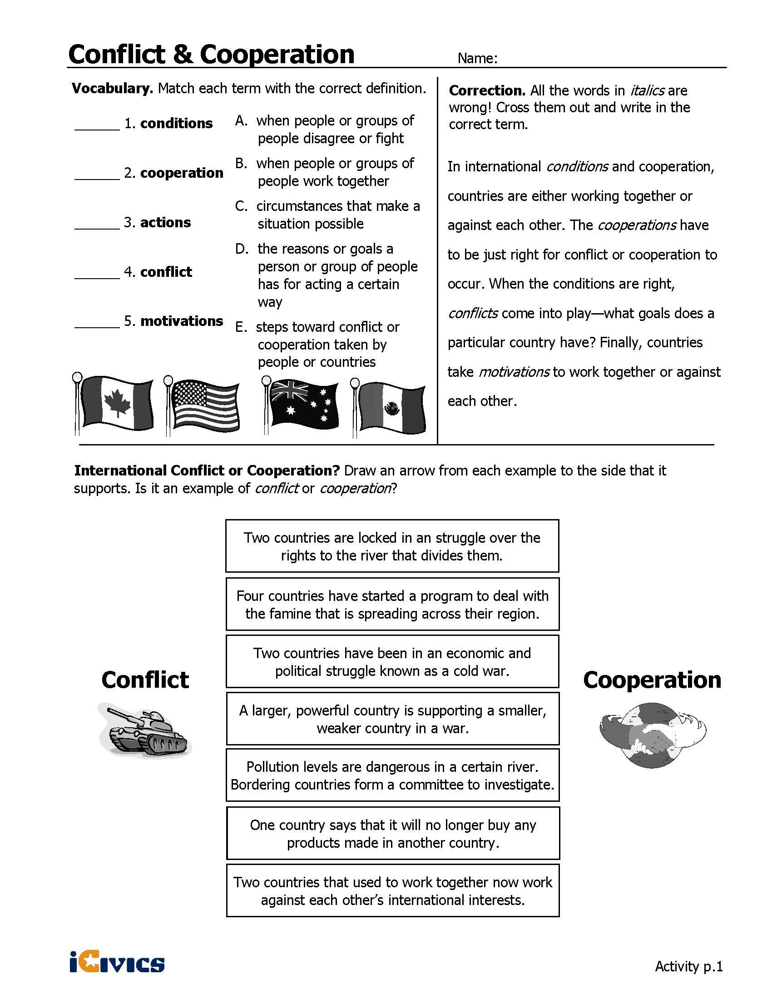 Conflict & Cooperation
Name:
Vocabulary. Match each term with the correct definition.
______ 1. conditions
______ 2. cooperation
______ 3. actions
______ 4. conflict
______ 5. motivations
A. when people or groups of
people disagree or fight
B. when people or groups of
people work together
C. circumstances that make a
situation possible
D. the reasons or goals a
person or group of people
has for acting a certain
way
E. steps toward conflict or
cooperation taken by
people or countries
Correction. All the words in italics are
wrong! Cross them out and write in the
correct term.
In international conditions and cooperation,
countries are either working together or
against each other. The cooperations have
to be just right for conflict or cooperation to
occur. When the conditions are right,
conflicts come into play—what goals does a
particular country have? Finally, countries
take motivations to work together or against
each other.
International Conflict or Cooperation? Draw an arrow from each example to the side that it
supports. Is it an example of conflict or cooperation?
Two countries are locked in an struggle over the
rights to the river that divides them.
Four countries have started a program to deal with
the famine that is spreading across their region.
Two countries have been in an economic and
political struggle known as a cold war.
Conflict
Cooperation
A larger, powerful country is supporting a smaller,
weaker country in a war.
Pollution levels are dangerous in a certain river.
Bordering countries form a committee to investigate.
One country says that it will no longer buy any
products made in another country.
Two countries that used to work together now work
against each other’s international interests.
iCivics
Activity p.1